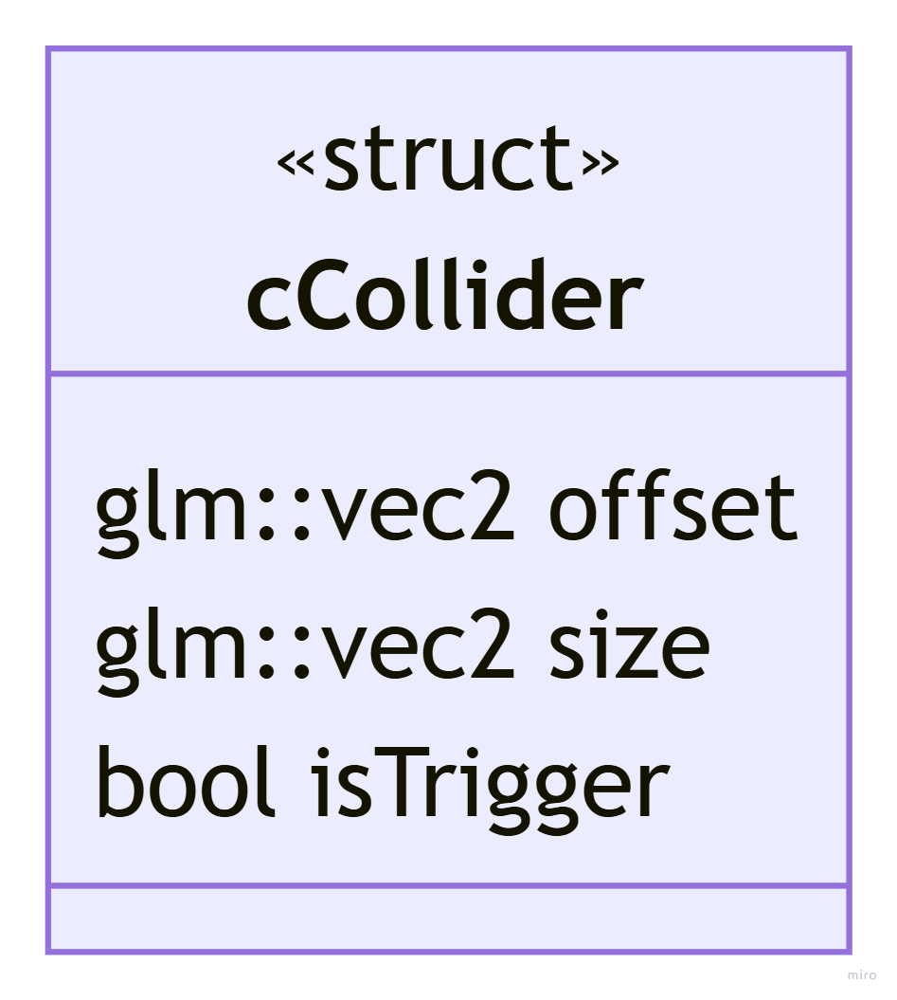 «struct»
cCollider
glm::vec2 offset
glm::vec2 size
bool isTrigger
miro